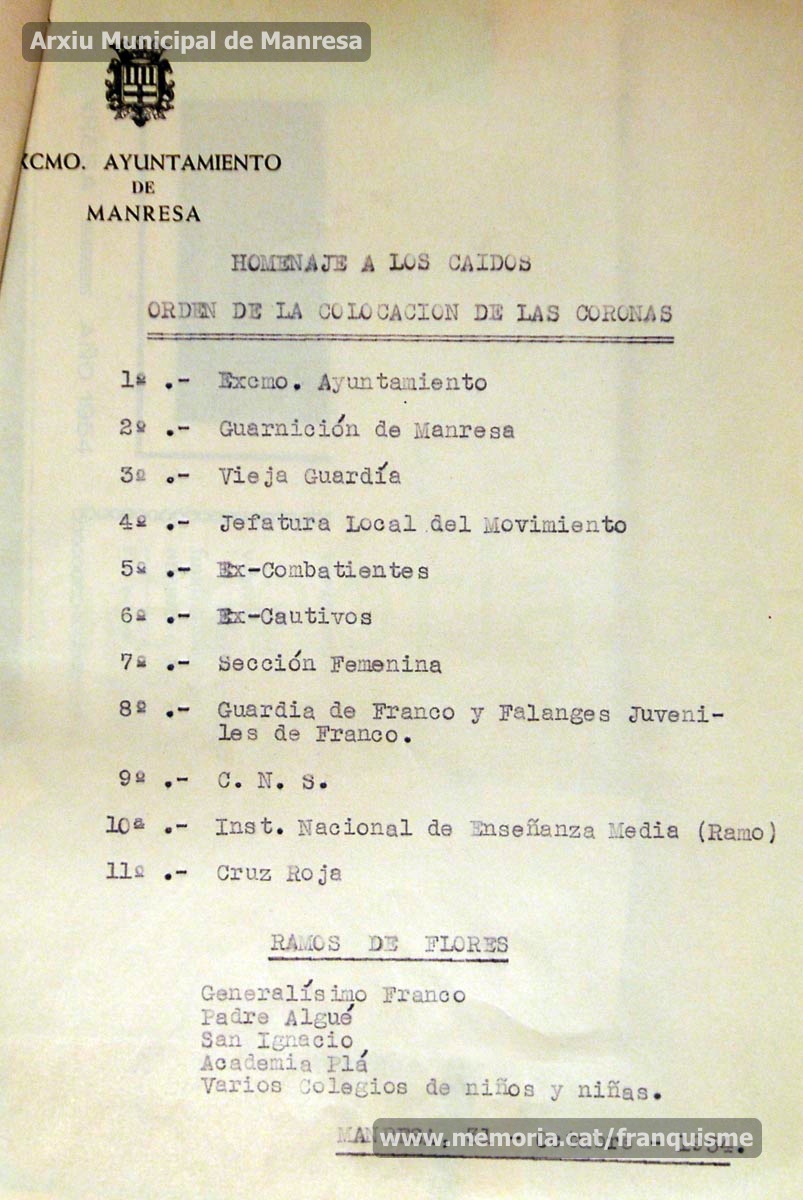 Arxiu Municipal de Manresa
XCMO. AYUNTAMIENTO
DE
MANRESA
HOMENAJE A LOS CAIDOS
ORDEN DE LA COLOCACION DE LAS CORONAS
1º .- Excmo. Ayuntamiento
2º .- Guarnición de Manresa
3º .- Vieja Guardía
4º .- Jefatura Local del Movimiento
5º .- Ex-Combatientes
6º .- Ex-Cautivos
7º .- Sección Femenina
8º .- Guardia de Franco y Falanges Juveni-
les de Franco.
9º .- C. N. S.
10º .- Inst. Nacional de Enseñanza Media (Ramo)
11º .- Cruz Roja
RAMOS DE FLORES
Generalísimo Franco
Padre Algué
San Ignacio
Academia Plá
Varios Colegios de niños y niñas.
MANRESA, 31 -
www.memoria.cat/franquisme